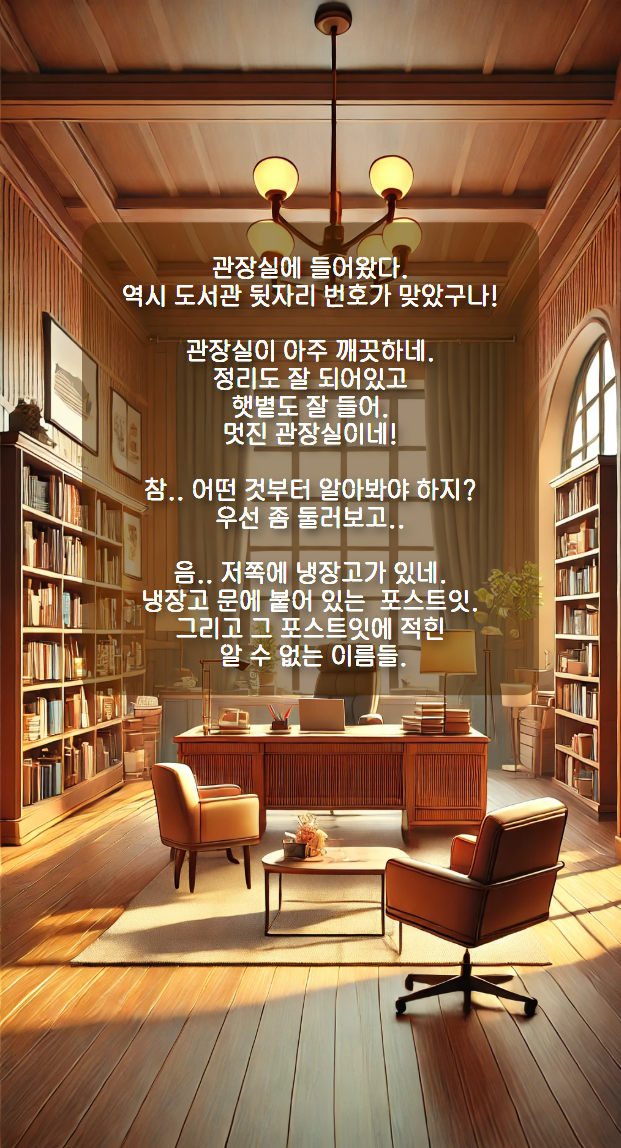 관장실에 들어왔다.
역시 도서관 뒷자리 번호가 맞았구나!
관장실이 아주 깨끗하네.
정리도 잘 되어있고
햇볕도 잘 들어.
멋진 관장실이네!
참.. 어떤 것부터 알아봐야 하지?
우선 좀 둘러보고..
음.. 저쪽에 냉장고가 있네.
냉장고 문에 붙어 있는 포스트잇.
그리고 그 포스트잇에 적힌
알 수 없는 이름들.